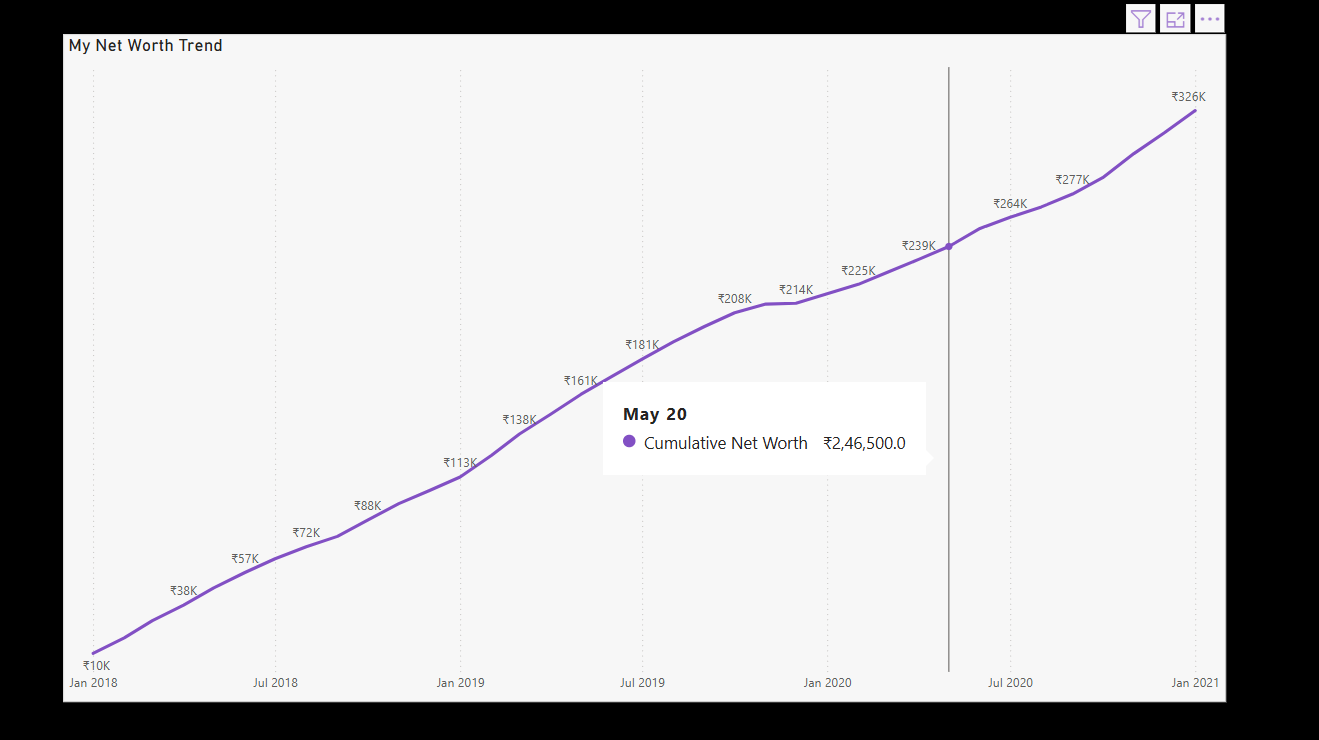 My Net Worth Trend
₹326K
₹277K
₹264K
₹239K
₹225K
₹214K
₹208K
₹181K
₹161K
₹138K
₹113K
₹88K
₹72K
₹57K
₹38K
₹10K
May 20
Cumulative Net Worth ₹2,46,500.0
Jan 2018 Jul 2018 Jan 2019 Jul 2019 Jan 2020 Jul 2020 Jan 2021